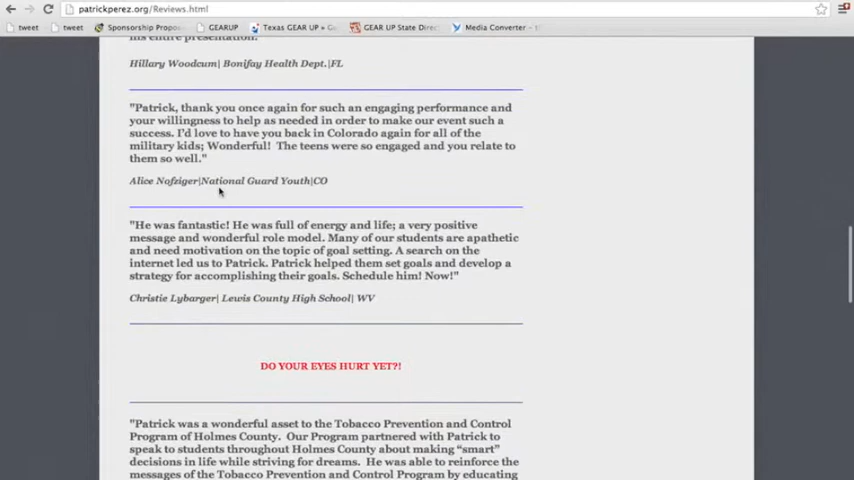 patrickperez.org/Reviews.html
tweet tweet Sponsorship Propo GEARUP Texas GEAR UP » G GEAR UP State Dire Media Converter -
his entire presentation."
Hillary Woodcum| Bonifay Health Dept.|FL
"Patrick, thank you once again for such an engaging performance and
your willingness to help as needed in order to make our event such a
success. I'd love to have you back in Colorado again for all of the
military kids; Wonderful!  The teens were so engaged and you relate to
them so well."
Alice Nofziger|National Guard Youth|CO
"He was fantastic! He was full of energy and life; a very positive
message and wonderful role model. Many of our students are apathetic
and need motivation on the topic of goal setting. A search on the
internet led us to Patrick. Patrick helped them set goals and develop a
strategy for accomplishing their goals. Schedule him! Now!"
Christie Lybarger| Lewis County High School| WV
DO YOUR EYES HURT YET?!
"Patrick was a wonderful asset to the Tobacco Prevention and Control
Program of Holmes County.  Our Program partnered with Patrick to
speak to students throughout Holmes County about making “smart”
decisions in life while striving for dreams.  He was able to reinforce the
messages of the Tobacco Prevention and Control Program by educating